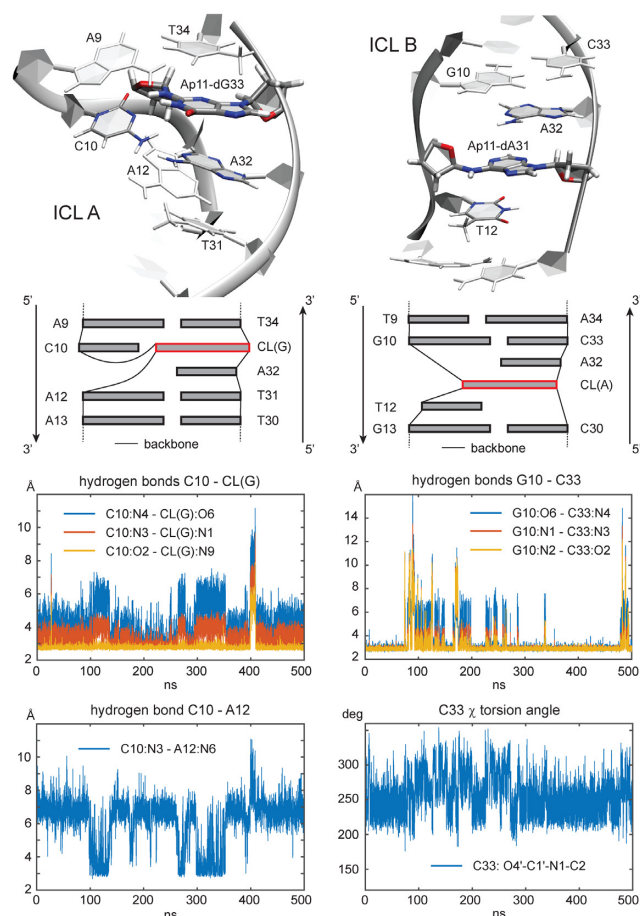 A9
T34
Ap11-dG33
C10
A32
A12
ICL A
T31
ICL B
C33
G10
A32
Ap11-dA31
T12
5'
3'
A9
T34
C10
CL(G)
A32
A12
T31
A13
T30
3'
backbone
5'
5'
3'
T9
A34
G10
C33
A32
CL(A)
T12
G13
C30
3'
backbone
5'
Å
hydrogen bonds C10 - CL(G)
C10:N4 - CL(G):O6
C10:N3 - CL(G):N1
C10:O2 - CL(G):N9
10
8
6
4
2
0 100 200 300 400 500
ns
Å
hydrogen bonds G10 - C33
G10:O6 - C33:N4
G10:N1 - C33:N3
G10:N2 - C33:O2
14
12
10
8
6
4
2
0 100 200 300 400 500
ns
Å
hydrogen bond C10 - A12
C10:N3 - A12:N6
10
8
6
4
2
0 100 200 300 400 500
ns
deg
C33 χ torsion angle
300
250
200
150
C33: O4'-C1'-N1-C2
0 100 200 300 400 500
ns